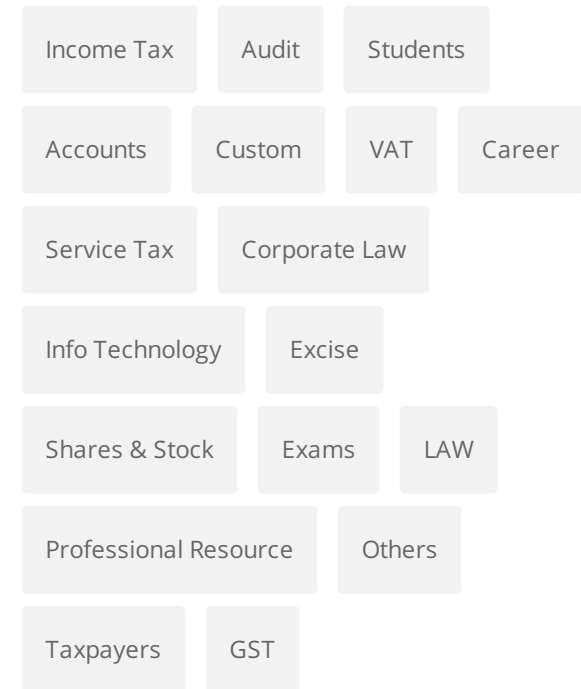 Income Tax Audit Students
Accounts Custom VAT Career
Service Tax Corporate Law
Info Technology Excise
Shares & Stock Exams LAW
Professional Resource Others
Taxpayers GST